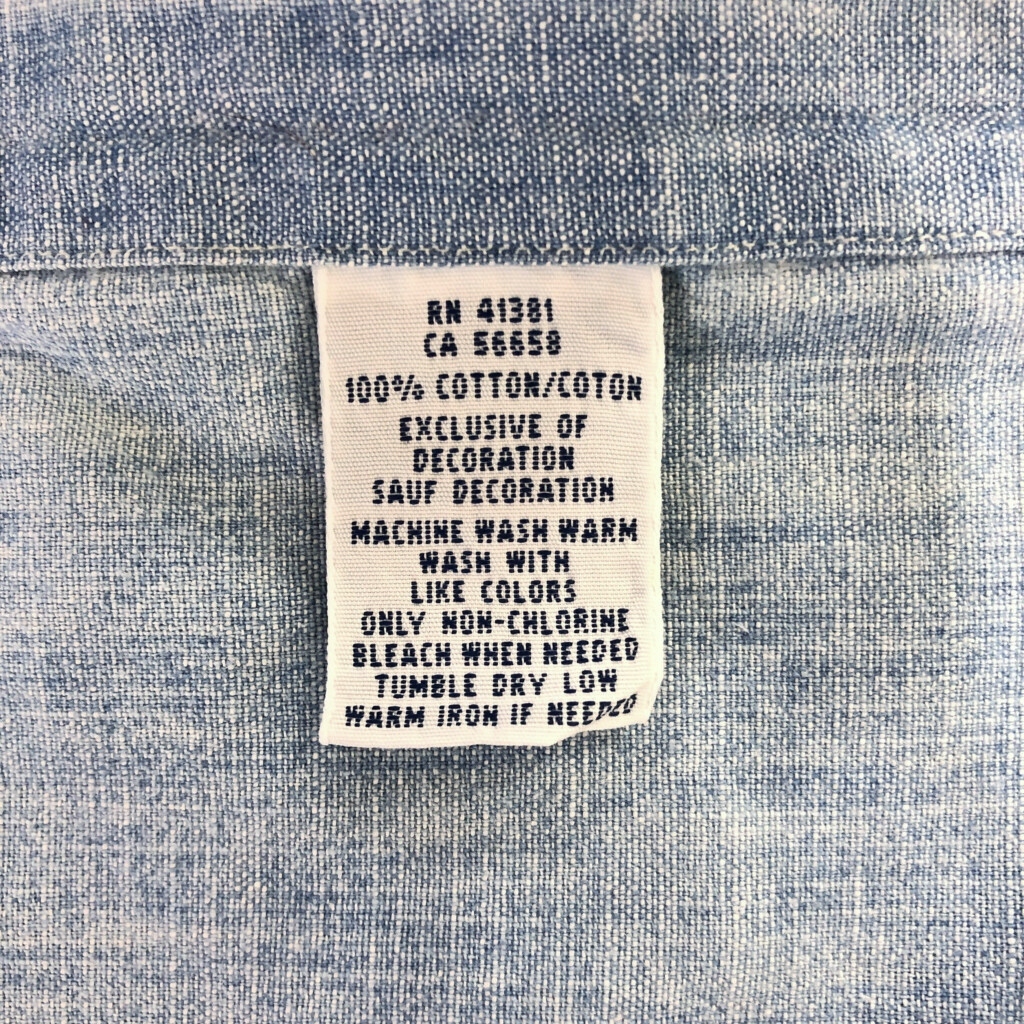 RN 41381
CA 56658
100% COTTON/COTON
EXCLUSIVE OF
DECORATION
SAUF DECORATION
MACHINE WASH WARM
WASH WITH
LIKE COLORS
ONLY NON-CHLORINE
BLEACH WHEN NEEDED
TUMBLE DRY LOW
WARM IRON IF NEEDED